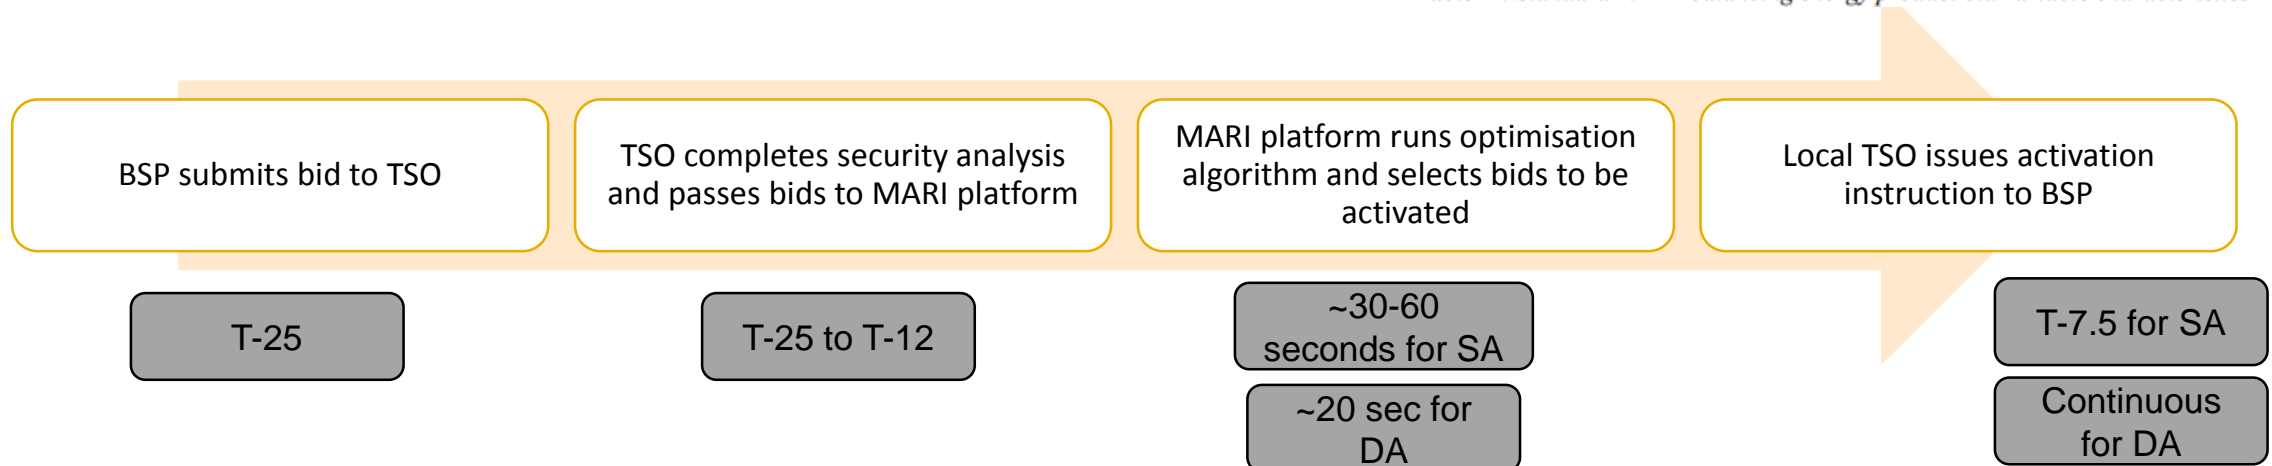 BSP submits bid to TSO
TSO completes security analysis
and passes bids to MARI platform
MARI platform runs optimisation
algorithm and selects bids to be
activated
Local TSO issues activation
instruction to BSP
T-25
T-25 to T-12
~30-60
seconds for SA
~20 sec for
DA
T-7.5 for SA
Continuous
for DA